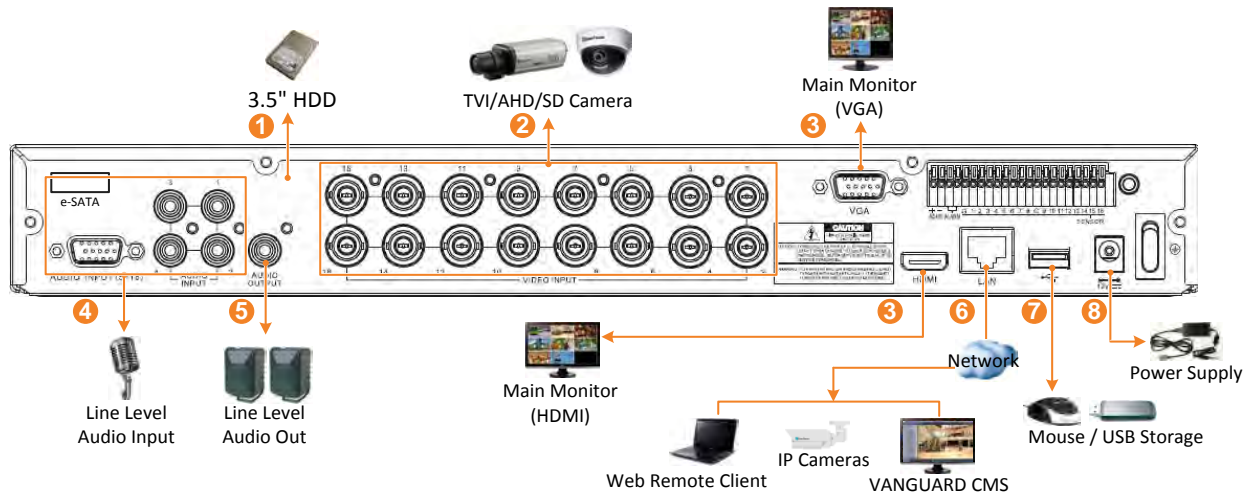 3.5" HDD
TVI/AHD/SD Camera
Main Monitor
(VGA)
1
2
3
e-SATA
VGA
CAUTION
AUDIO
INPUT
AUDIO
OUTPUT
VIDEO INPUT
HDMI
LAN
4
5
3
6
7
8
Line Level
Audio Input
Line Level
Audio Out
Main Monitor
(HDMI)
Network
Power Supply
Mouse / USB Storage
Web Remote Client
IP Cameras
VANGUARD CMS